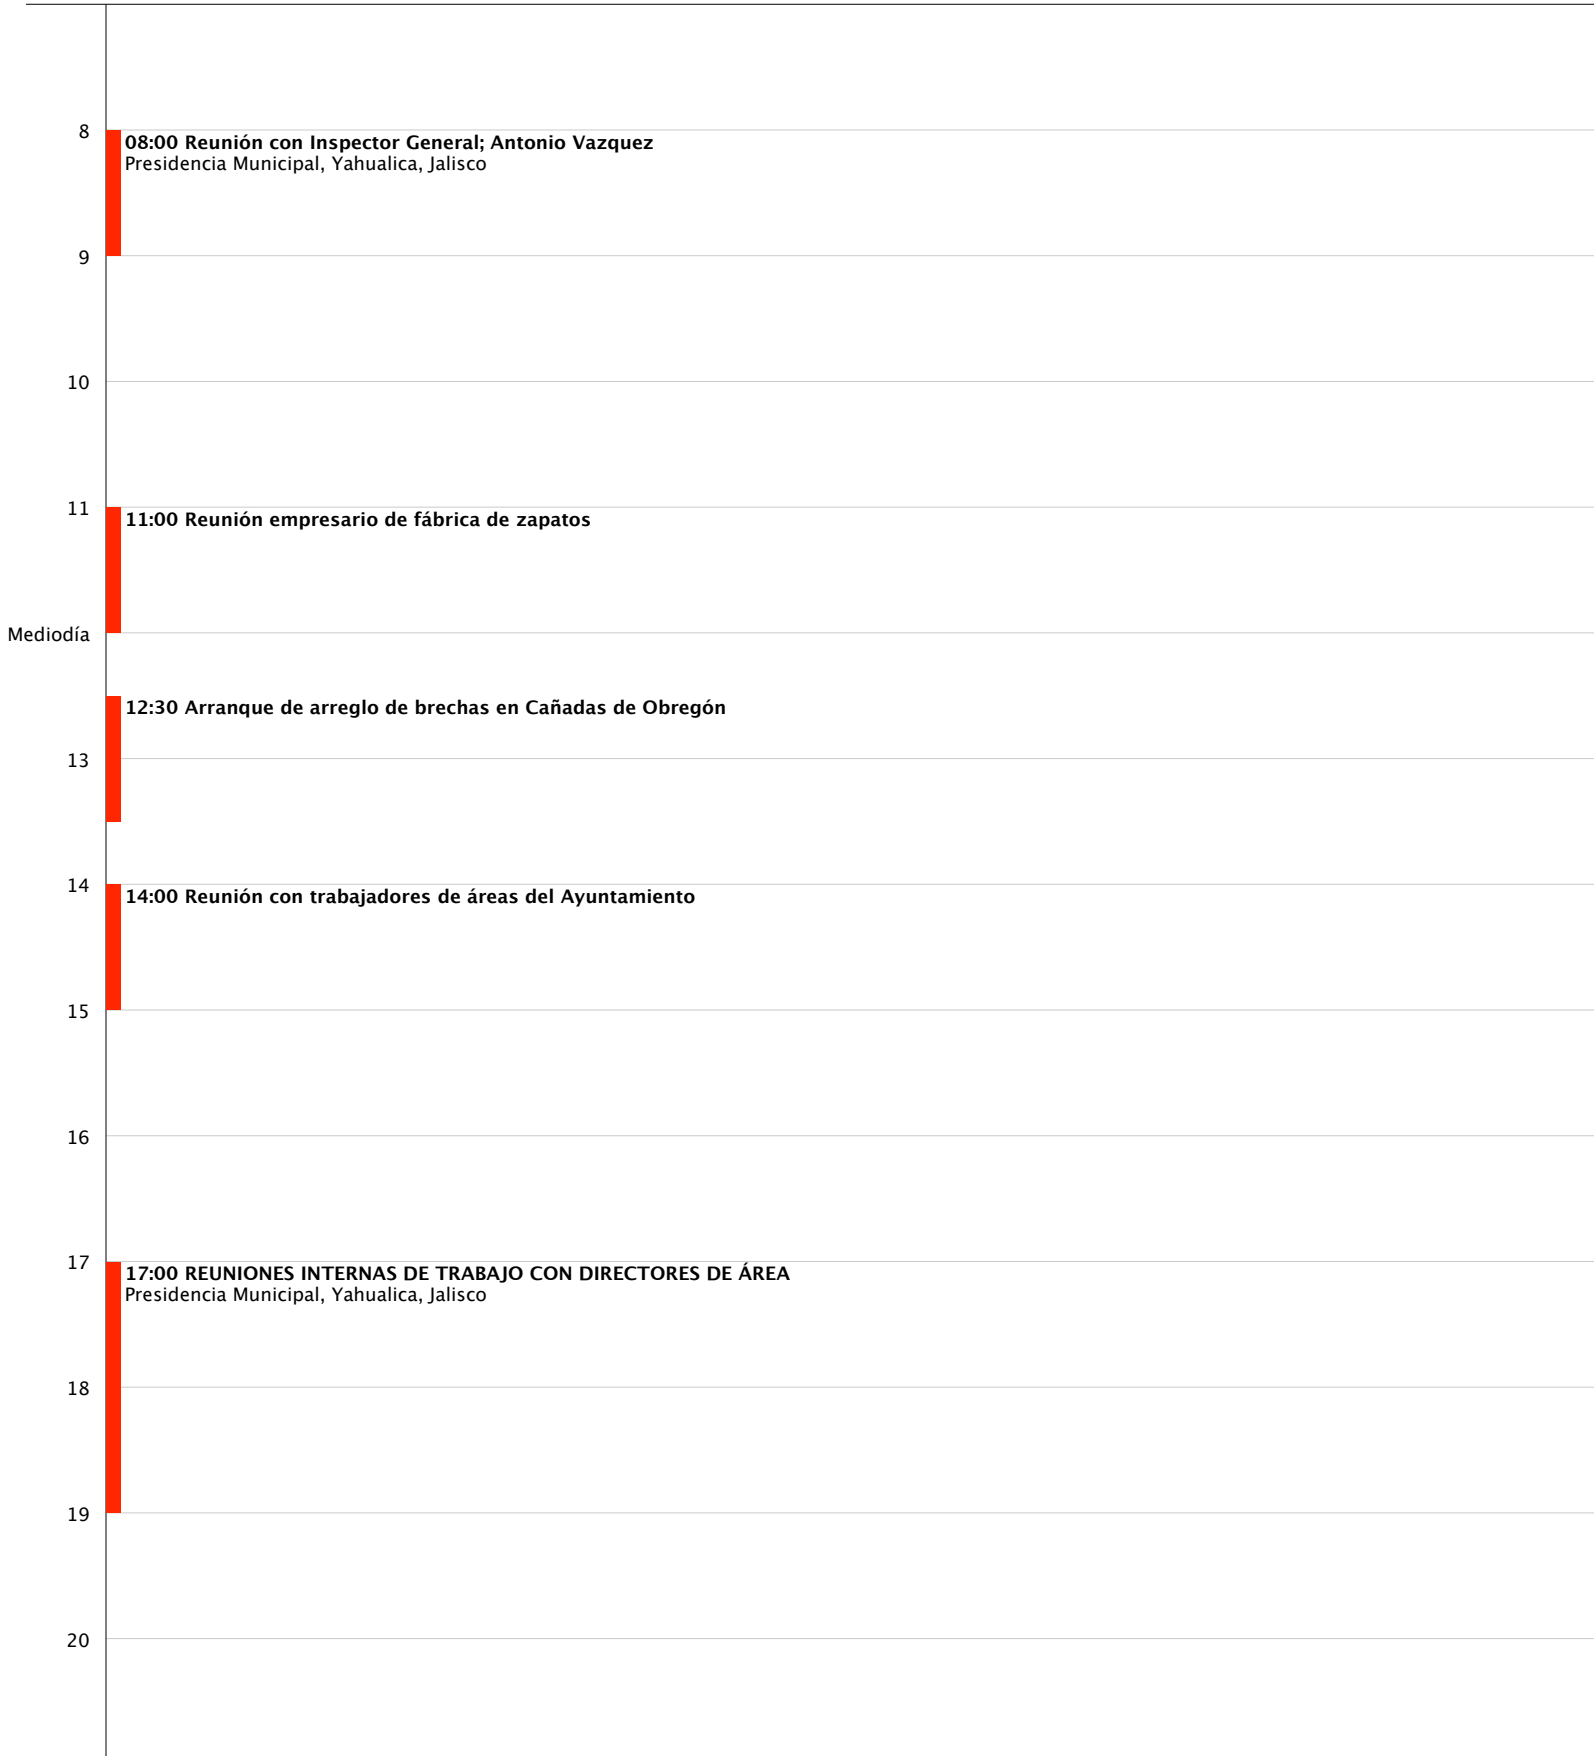 8
08:00 Reunión con Inspector General; Antonio Vazquez
Presidencia Municipal, Yahualica, Jalisco
9
10
11
11:00 Reunión empresario de fábrica de zapatos
Mediodía
12:30 Arranque de arreglo de brechas en Cañadas de Obregón
13
14
14:00 Reunión con trabajadores de áreas del Ayuntamiento
15
16
17
17:00 REUNIONES INTERNAS DE TRABAJO CON DIRECTORES DE ÁREA
Presidencia Municipal, Yahualica, Jalisco
18
19
20